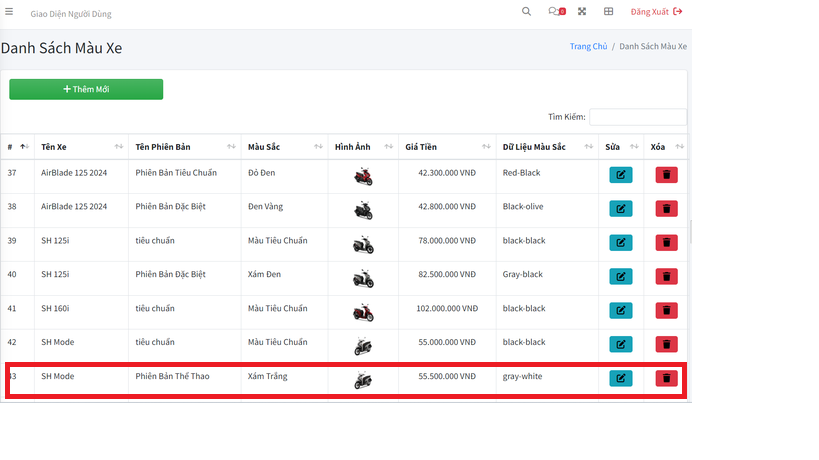 Giao Diện Người Dùng 0 Đăng Xuất
Danh Sách Màu Xe Trang Chủ / Danh Sách Màu Xe
+ Thêm Mới
Tìm Kiếm:
# Tên Xe Tên Phiên Bản Màu Sắc Hình Ảnh Giá Tiền Dữ Liệu Màu Sắc Sửa Xóa
37 AirBlade 125 2024 Phiên Bản Tiêu Chuẩn Đỏ Đen 42.300.000 VNĐ Red-Black
38 AirBlade 125 2024 Phiên Bản Đặc Biệt Đen Vàng 42.800.000 VNĐ Black-olive
39 SH 125i tiêu chuẩn Màu Tiêu Chuẩn 78.000.000 VNĐ black-black
40 SH 125i Phiên Bản Đặc Biệt Xám Đen 82.500.000 VNĐ Gray-black
41 SH 160i tiêu chuẩn Màu Tiêu Chuẩn 102.000.000 VNĐ black-black
42 SH Mode tiêu chuẩn Màu Tiêu Chuẩn 55.000.000 VNĐ black-black
43 SH Mode Phiên Bản Thể Thao Xám Trắng 55.500.000 VNĐ gray-white